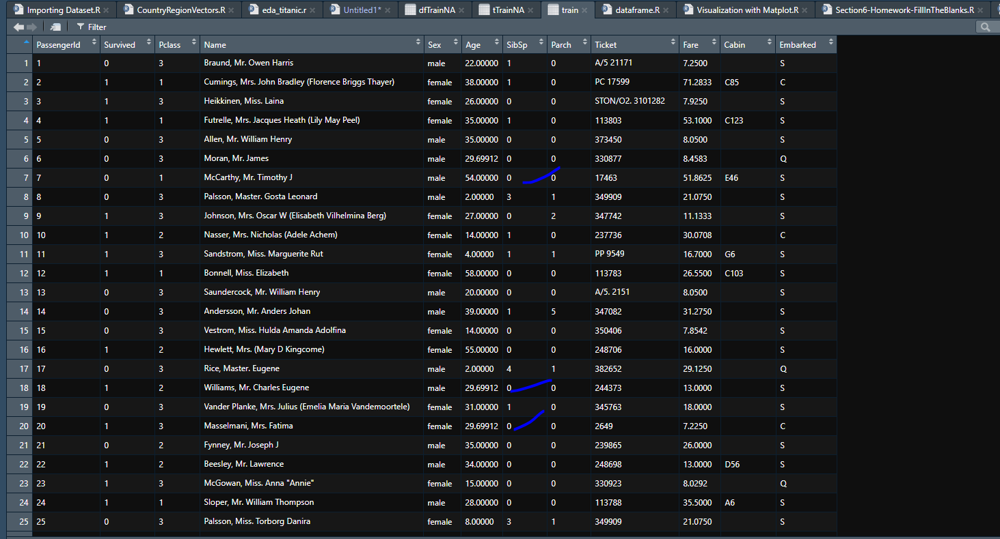 Importing Dataset.R × CountryRegionVectors.R × eda_titanic.r × Untitled1* × dfTrainNA × tTrainNA × train × dataframe.R × Visualization with Matplot.R × Section6-Homework-FillInTheBlanks.R ×
Filter
PassengerId Survived Pclass Name Sex Age SibSp Parch Ticket Fare Cabin Embarked
1 1 0 3 Braund, Mr. Owen Harris male 22.00000 1 0 A/5 21171 7.2500 S
2 2 1 1 Cumings, Mrs. John Bradley (Florence Briggs Thayer) female 38.00000 1 0 PC 17599 71.2833 C85 C
3 3 1 3 Heikkinen, Miss. Laina female 26.00000 0 0 STON/O2. 3101282 7.9250 S
4 4 1 1 Futrelle, Mrs. Jacques Heath (Lily May Peel) female 35.00000 1 0 113803 53.1000 C123 S
5 5 0 3 Allen, Mr. William Henry male 35.00000 0 0 373450 8.0500 S
6 6 0 3 Moran, Mr. James male 29.69912 0 0 330877 8.4583 Q
7 7 0 1 McCarthy, Mr. Timothy J male 54.00000 0 0 17463 51.8625 E46 S
8 8 0 3 Palsson, Master. Gosta Leonard male 2.00000 3 1 349909 21.0750 S
9 9 1 3 Johnson, Mrs. Oscar W (Elisabeth Vilhelmina Berg) female 27.00000 0 2 347742 11.1333 S
10 10 1 2 Nasser, Mrs. Nicholas (Adele Achem) female 14.00000 1 0 237736 30.0708 C
11 11 1 3 Sandstrom, Miss. Marguerite Rut female 4.00000 1 1 PP 9549 16.7000 G6 S
12 12 1 1 Bonnell, Miss. Elizabeth female 58.00000 0 0 113783 26.5500 C103 S
13 13 0 3 Saundercock, Mr. William Henry male 20.00000 0 0 A/5. 2151 8.0500 S
14 14 0 3 Andersson, Mr. Anders Johan male 39.00000 1 5 347082 31.2750 S
15 15 0 3 Vestrom, Miss. Hulda Amanda Adolfina female 14.00000 0 0 350406 7.8542 S
16 16 1 2 Hewlett, Mrs. (Mary D Kingcome) female 55.00000 0 0 248706 16.0000 S
17 17 0 3 Rice, Master. Eugene male 2.00000 4 1 382652 29.1250 Q
18 18 1 2 Williams, Mr. Charles Eugene male 29.69912 0 0 244373 13.0000 S
19 19 0 3 Vander Planke, Mrs. Julius (Emelia Maria Vandemoortele) female 31.00000 1 0 345763 18.0000 S
20 20 1 3 Masselmani, Mrs. Fatima female 29.69912 0 0 2649 7.2250 C
21 21 0 2 Fynney, Mr. Joseph J male 35.00000 0 0 239865 26.0000 S
22 22 1 2 Beesley, Mr. Lawrence male 34.00000 0 0 248698 13.0000 D56 S
23 23 1 3 McGowan, Miss. Anna "Annie" female 15.00000 0 0 330923 8.0292 Q
24 24 1 1 Sloper, Mr. William Thompson male 28.00000 0 0 113788 35.5000 A6 S
25 25 0 3 Palsson, Miss. Torborg Danira female 8.00000 3 1 349909 21.0750 S